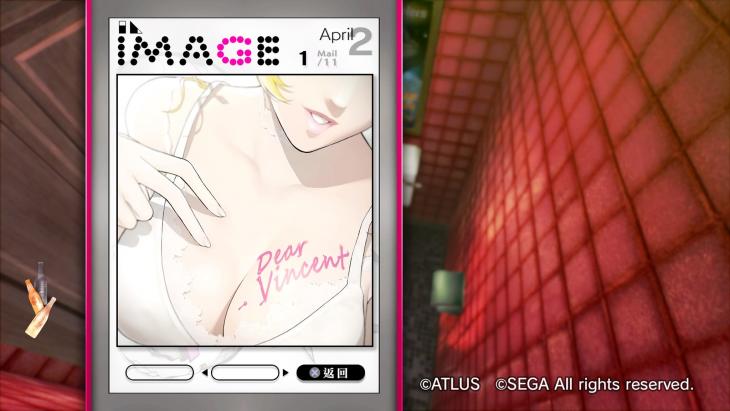 IMAGE
April 2
1 Mail /11
Dear
Vincent
返回
©ATLUS ©SEGA All rights reserved.